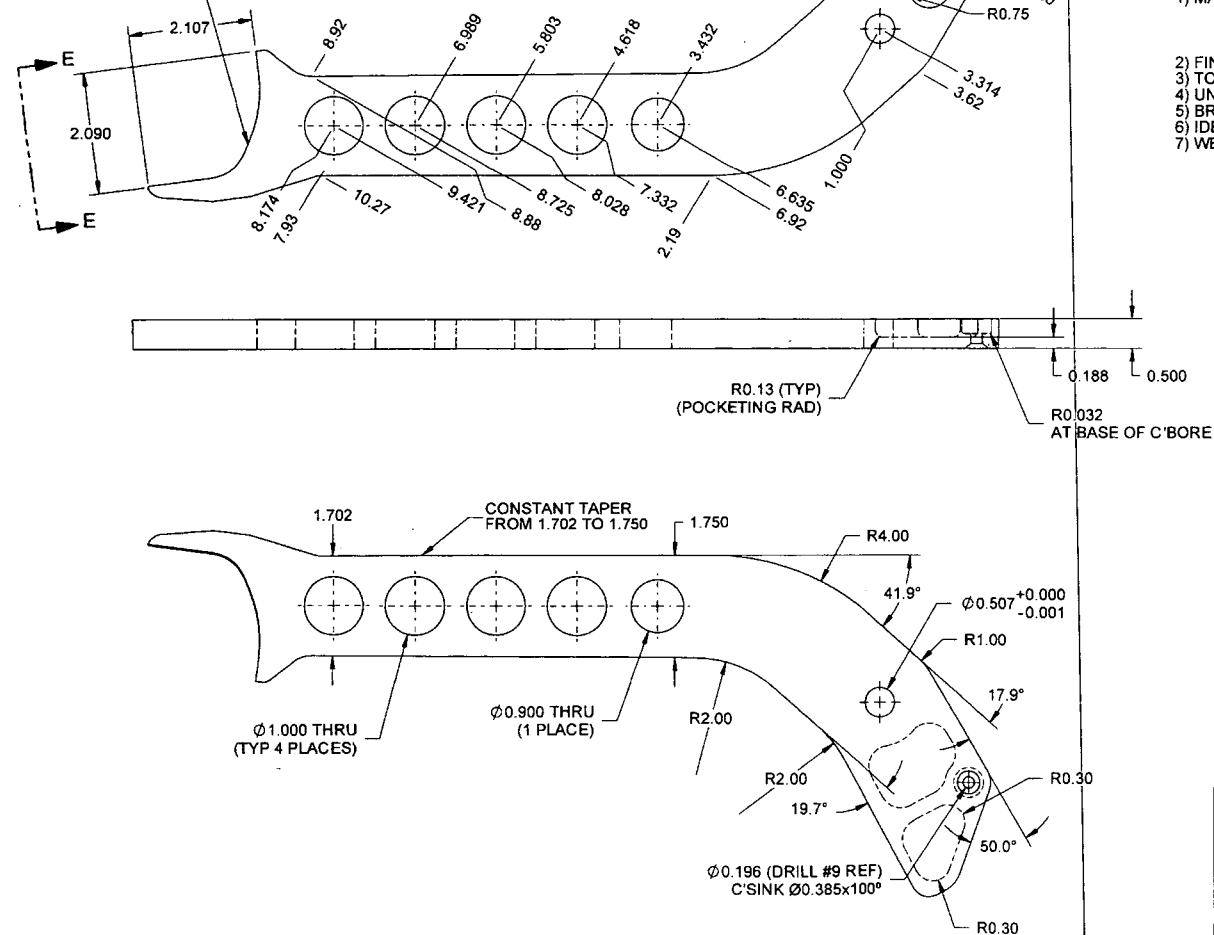 2.107
E
8.92
6.989
5.803
4.618
3.432
R0.75
2.090
3.314
3.62
1.000
E
8.174
7.93
10.27
9.421
8.88
8.725
8.028
7.332
2.19
6.635
6.92
2) FIN
3) TO
4) UN
5) BR
6) IDE
7) WE
0.188
0.500
R0.13 (TYP)
(POCKETING RAD)
R0.032
AT BASE OF C'BORE
1.702
CONSTANT TAPER
FROM 1.702 TO 1.750
1.750
R4.00
41.9°
Ø0.507 +0.000
-0.001
R1.00
17.9°
Ø1.000 THRU
(TYP 4 PLACES)
Ø0.900 THRU
(1 PLACE)
R2.00
R2.00
19.7°
R0.30
50.0°
Ø0.196 (DRILL #9 REF)
C'SINK Ø0.385x100°
R0.30